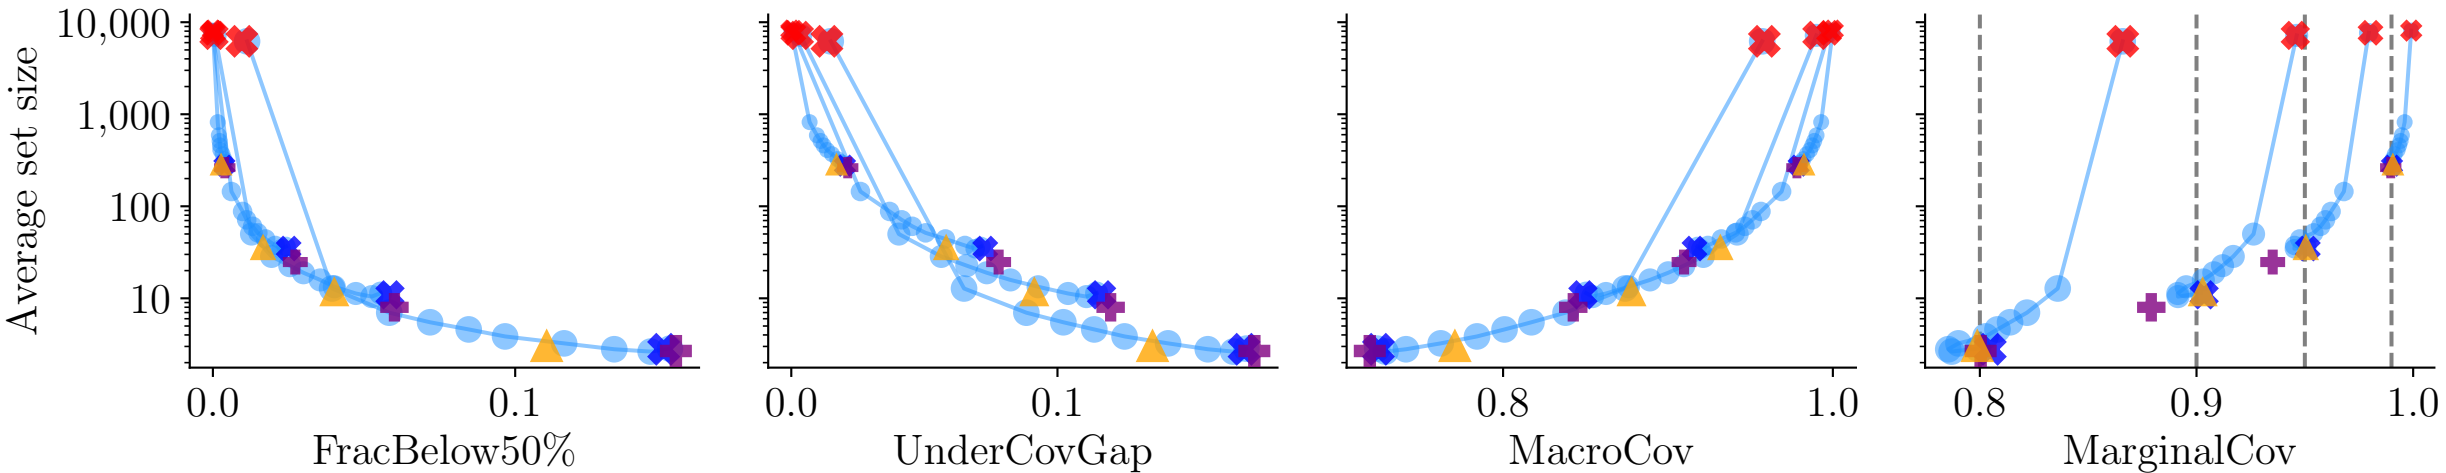 Average set size
10,000
1,000
100
10
0.0 0.1
FracBelow50%
0.0 0.1
UnderCovGap
0.8 1.0
MacroCov
0.8 0.9 1.0
MarginalCov